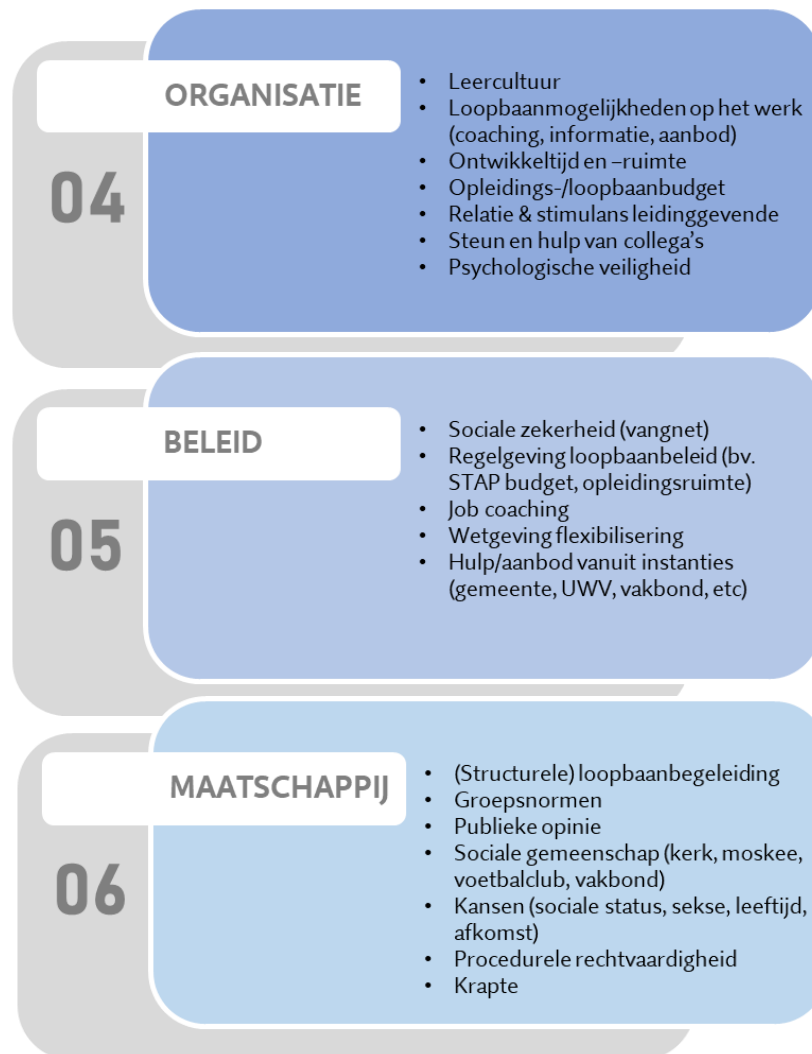 ORGANISATIE
04
• Leercultuur
• Loopbaanmogelijkheden op het werk
(coaching, informatie, aanbod)
• Ontwikkeltijd en –ruimte
• Opleidings-/loopbaanbudget
• Relatie & stimulans leidinggevende
• Steun en hulp van collega’s
• Psychologische veiligheid
BELEID
05
• Sociale zekerheid (vangnet)
• Regelgeving loopbaanbeleid (bv.
STAP budget, opleidingsruimte)
• Job coaching
• Wetgeving flexibilisering
• Hulp/aanbod vanuit instanties
(gemeente, UWV, vakbond, etc)
MAATSCHAPPIJ
06
• (Structurele) loopbaanbegeleiding
• Groepsnormen
• Publieke opinie
• Sociale gemeenschap (kerk, moskee,
voetbalclub, vakbond)
• Kansen (sociale status, sekse, leeftijd,
afkomst)
• Procedurele rechtvaardigheid
• Krapte